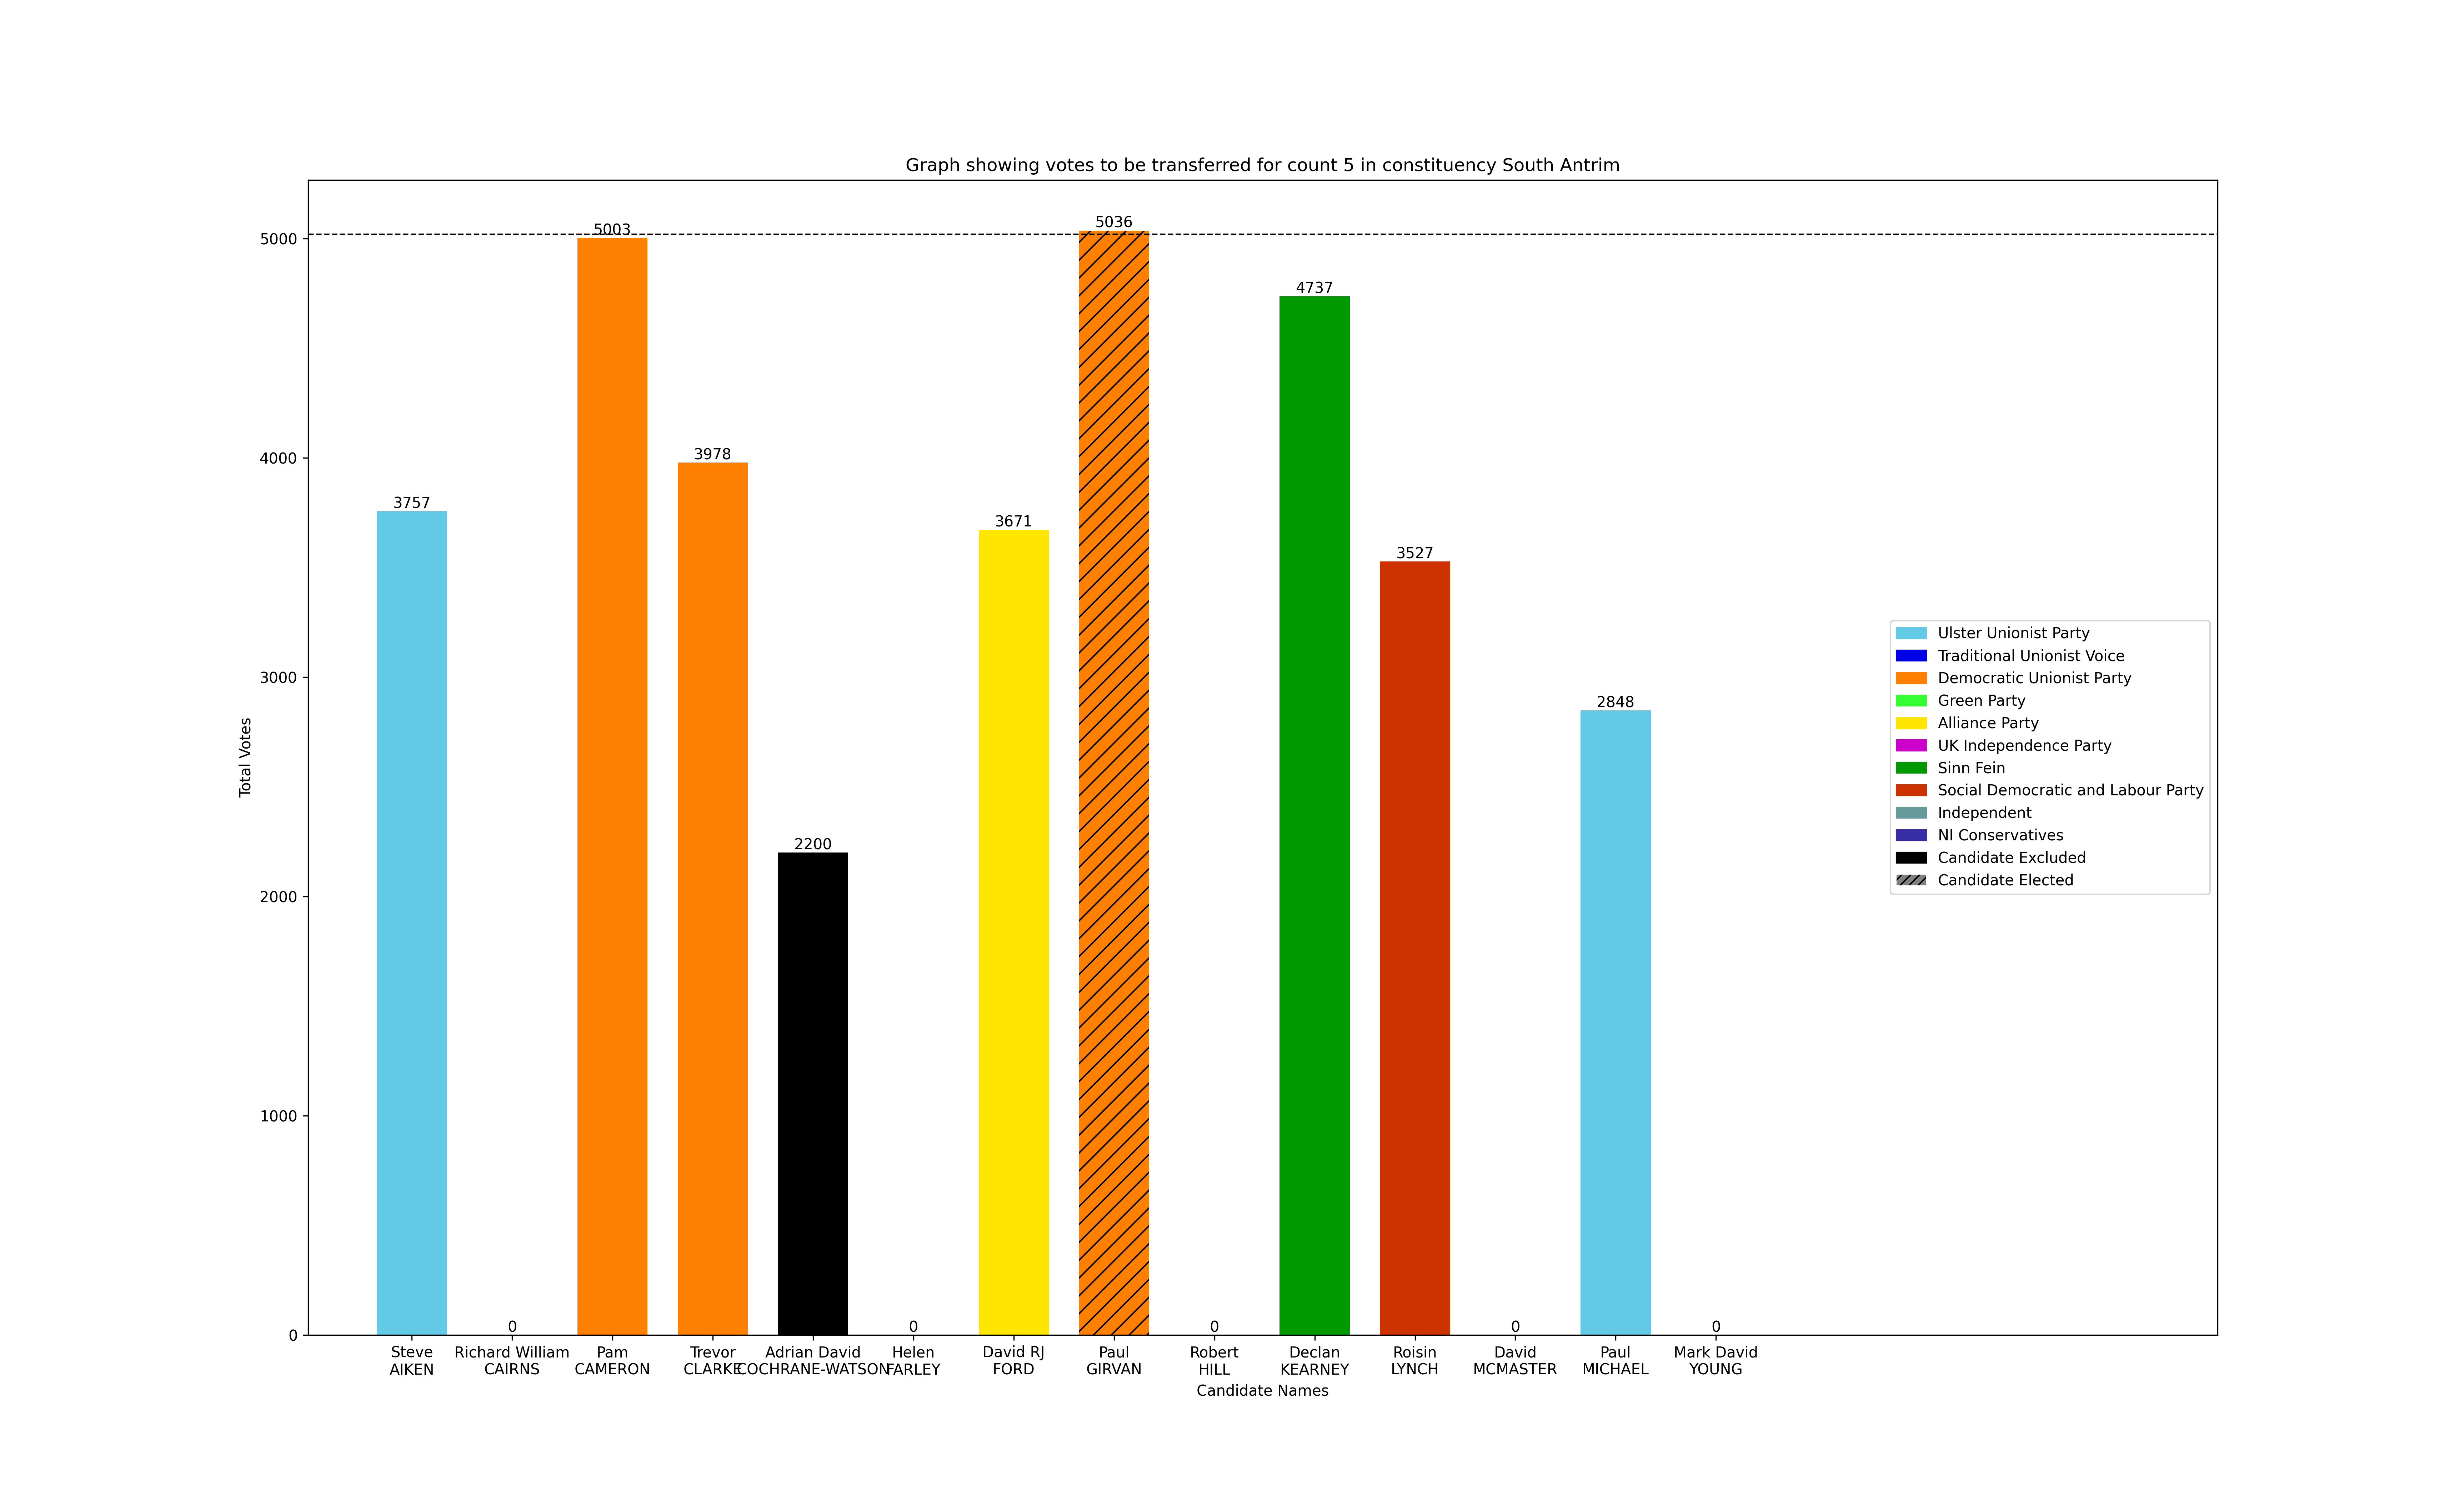 Graph showing votes to be transferred for count 5 in constituency South Antrim
Total Votes
5000
4000
3000
2000
1000
0
3757
0
5003
3978
2200
0
3671
5036
0
4737
3527
0
2848
0
Ulster Unionist Party
Traditional Unionist Voice
Democratic Unionist Party
Green Party
Alliance Party
UK Independence Party
Sinn Fein
Social Democratic and Labour Party
Independent
NI Conservatives
Candidate Excluded
Candidate Elected
Steve
AIKEN
Richard William
CAIRNS
Pam
CAMERON
Trevor
CLARKE
Adrian David
COCHRANE-WATSON
Helen
FARLEY
David RJ
FORD
Paul
GIRVAN
Robert
HILL
Declan
KEARNEY
Roisin
LYNCH
David
MCMASTER
Paul
MICHAEL
Mark David
YOUNG
Candidate Names